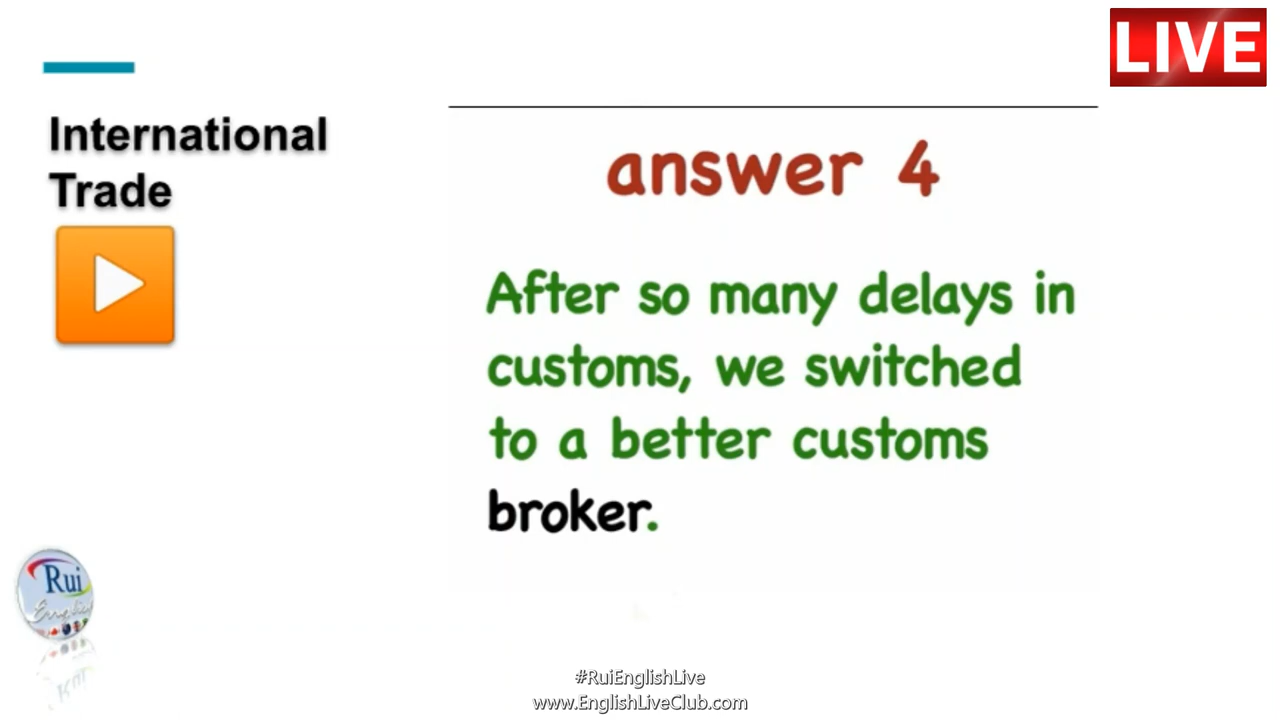 LIVE
International
Trade
answer 4
After so many delays in
customs, we switched
to a better customs
broker.
Rui
English
#RuiEnglishLive
www.EnglishLiveClub.com